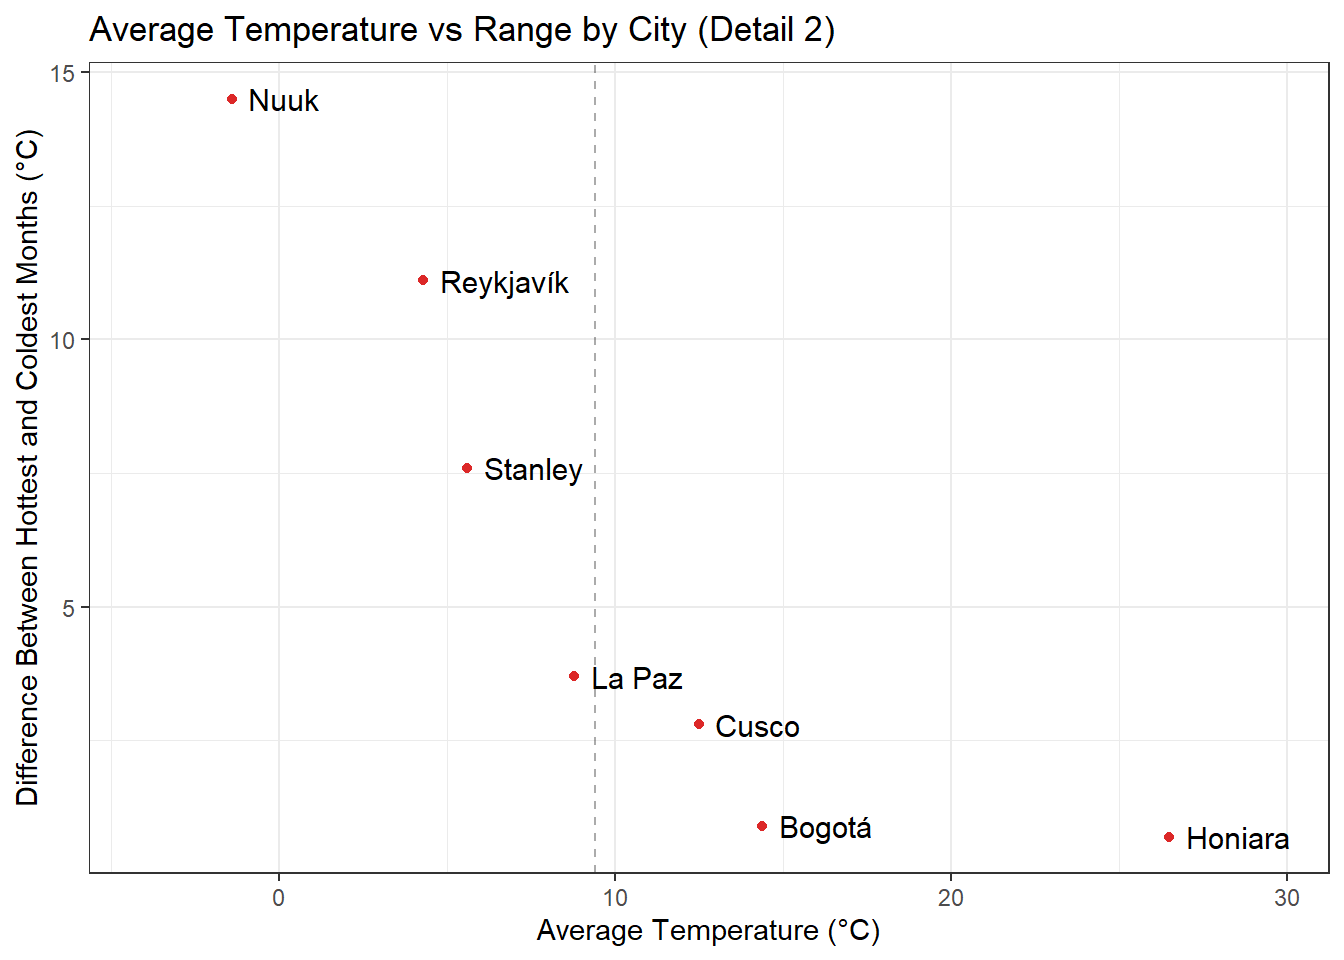 Average Temperature vs Range by City (Detail 2)
Difference Between Hottest and Coldest Months (°C)
15
10
5
Nuuk
Reykjavík
Stanley
La Paz
Cusco
Bogotá
Honiara
0
10
20
30
Average Temperature (°C)